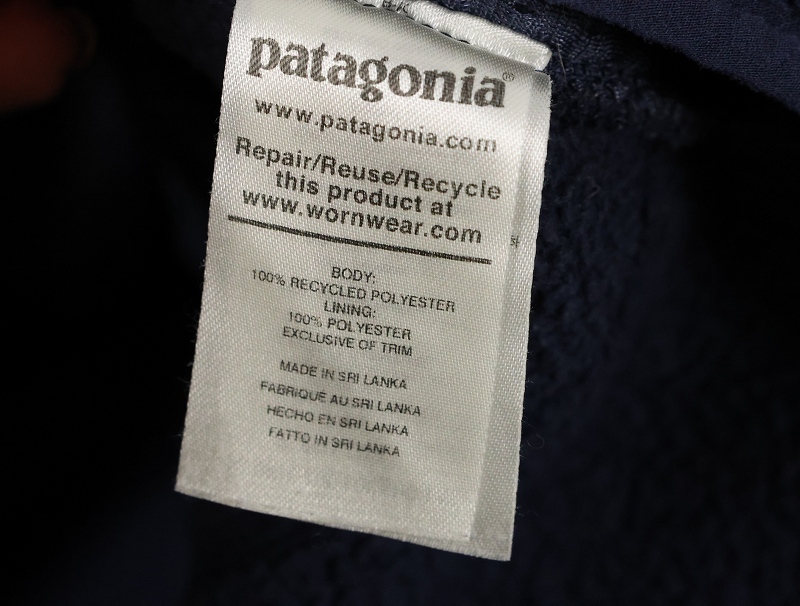 patagonia®
www.patagonia.com
Repair/Reuse/Recycle
this product at
www.wornwear.com
BODY:
100% RECYCLED POLYESTER
LINING:
100% POLYESTER
EXCLUSIVE OF TRIM
MADE IN SRI LANKA
FABRIQUÉ AU SRI LANKA
HECHO EN SRI LANKA
FATTO IN SRI LANKA